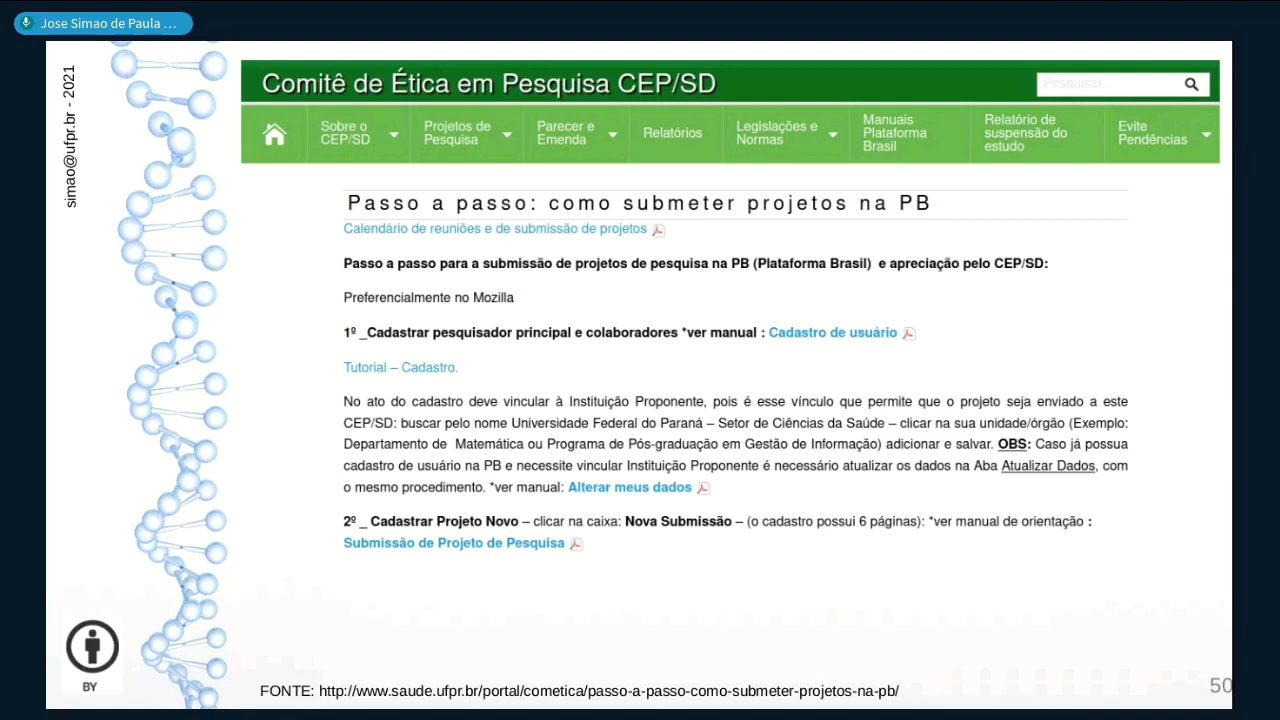 Jose Simao de Paula ...
simao@ufpr.br - 2021
Comitê de Ética em Pesquisa CEP/SD
Pesquisar...
Sobre o
CEP/SD
Projetos de
Pesquisa
Parecer e
Emenda
Relatórios
Legislações e
Normas
Manuais
Plataforma
Brasil
Relatório de
suspensão do
estudo
Evite
Pendências
Passo a passo: como submeter projetos na PB
Calendário de reuniões e de submissão de projetos
Passo a passo para a submissão de projetos de pesquisa na PB (Plataforma Brasil)  e apreciação pelo CEP/SD:
Preferencialmente no Mozilla
1º _Cadastrar pesquisador principal e colaboradores *ver manual : Cadastro de usuário
Tutorial – Cadastro.
No ato do cadastro deve vincular à Instituição Proponente, pois é esse vínculo que permite que o projeto seja enviado a este
CEP/SD: buscar pelo nome Universidade Federal do Paraná – Setor de Ciências da Saúde – clicar na sua unidade/órgão (Exemplo:
Departamento de  Matemática ou Programa de Pós-graduação em Gestão de Informação) adicionar e salvar. OBS: Caso já possua
cadastro de usuário na PB e necessite vincular Instituição Proponente é necessário atualizar os dados na Aba Atualizar Dados, com
o mesmo procedimento. *ver manual: Alterar meus dados
2º _ Cadastrar Projeto Novo – clicar na caixa: Nova Submissão – (o cadastro possui 6 páginas): *ver manual de orientação :
Submissão de Projeto de Pesquisa
BY
FONTE: http://www.saude.ufpr.br/portal/cometica/passo-a-passo-como-submeter-projetos-na-pb/
50